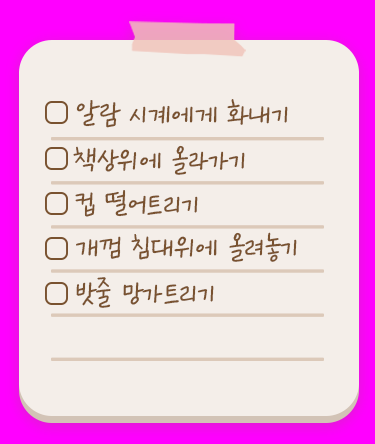 알람 시계에게 화내기
책상위에 올라가기
컵 떨어트리기
개껌 침대위에 올려놓기
밧줄 망가트리기